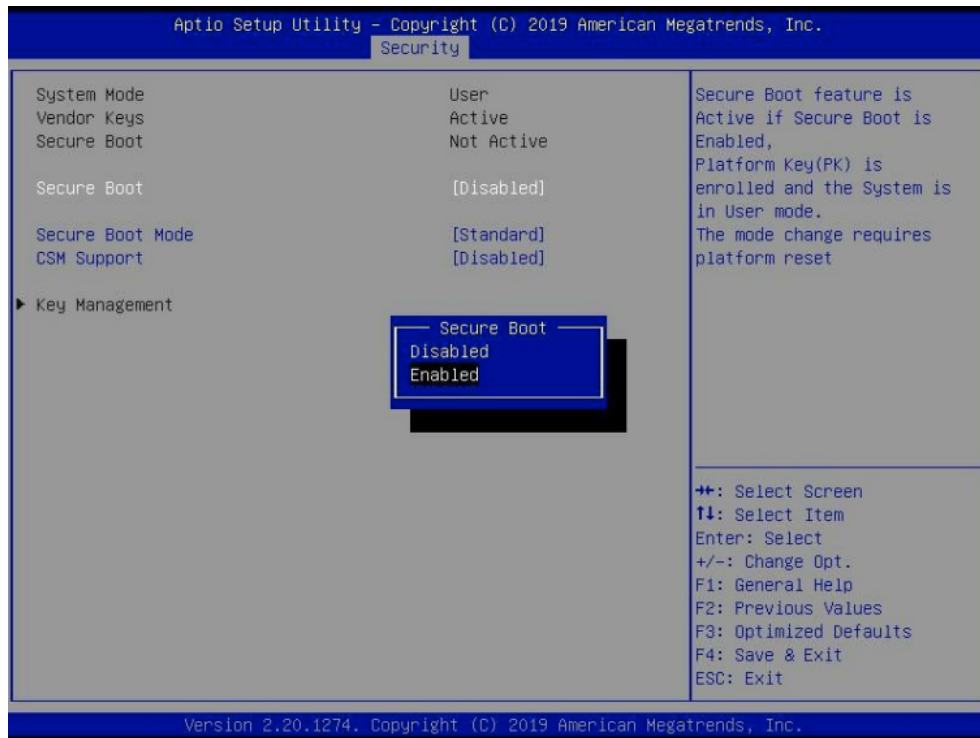 Aptio Setup Utility – Copyright (C) 2019 American Megatrends, Inc.
Security
System Mode User
Vendor Keys Active
Secure Boot Not Active
Secure Boot [Disabled]
Secure Boot Mode [Standard]
CSM Support [Disabled]
▶ Key Management
Secure Boot
Disabled
Enabled
Secure Boot feature is
Active if Secure Boot is
Enabled,
Platform Key(PK) is
enrolled and the System is
in User mode.
The mode change requires
platform reset
→←: Select Screen
↑↓: Select Item
Enter: Select
+/-: Change Opt.
F1: General Help
F2: Previous Values
F3: Optimized Defaults
F4: Save & Exit
ESC: Exit
Version 2.20.1274. Copyright (C) 2019 American Megatrends, Inc.